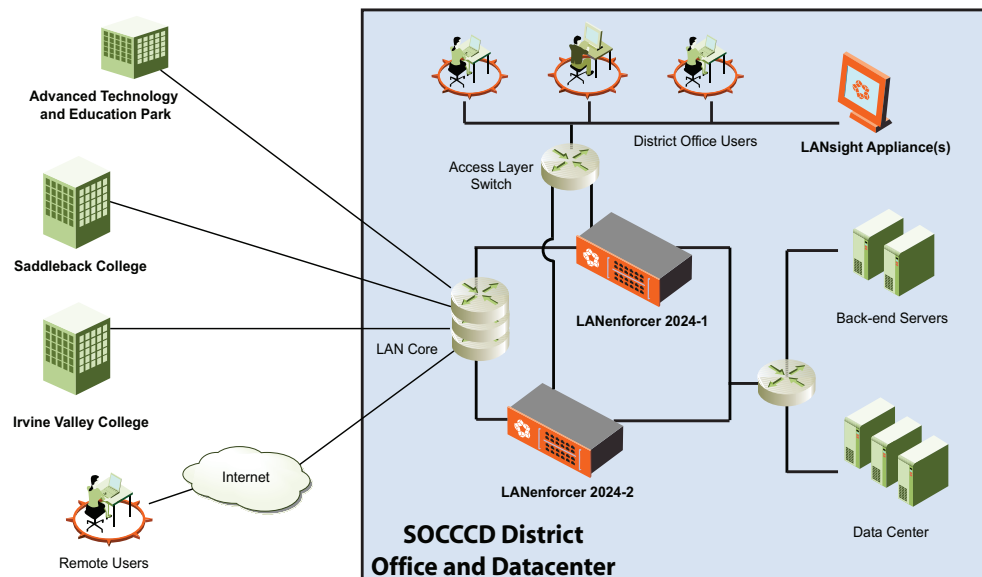 Advanced Technology
and Education Park
Saddleback College
Irvine Valley College
Remote Users
Internet
LAN Core
District Office Users
LANsight Appliance(s)
Access Layer
Switch
LANenforcer 2024-1
LANenforcer 2024-2
Back-end Servers
Data Center
SOCCCD District
Office and Datacenter